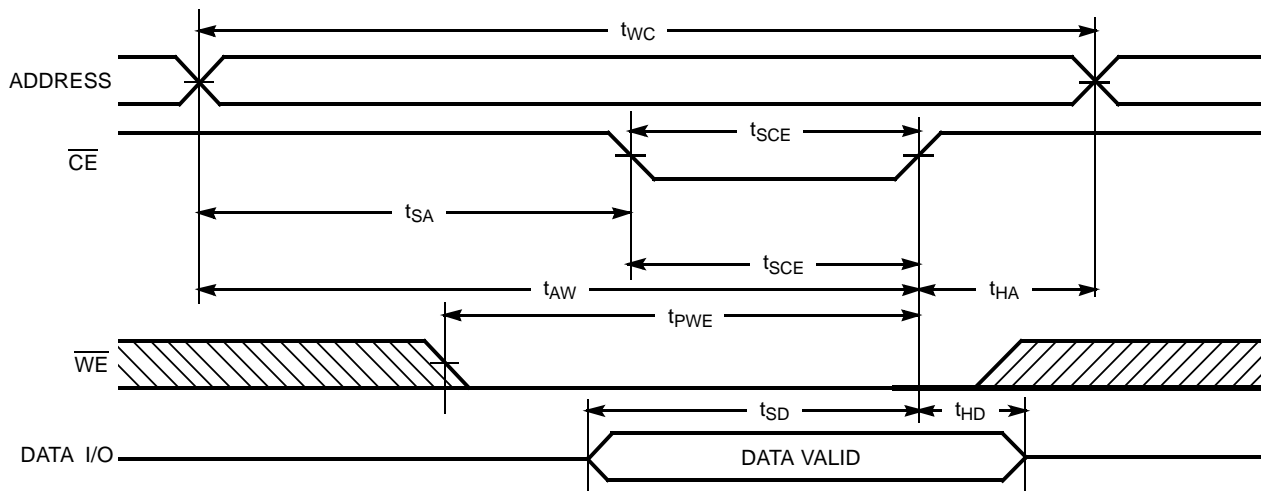 tWC
ADDRESS
tSCE
CE
tSA
tSCE
tAW
tHA
tPWE
WE
tSD
tHD
DATA I/O
DATA VALID